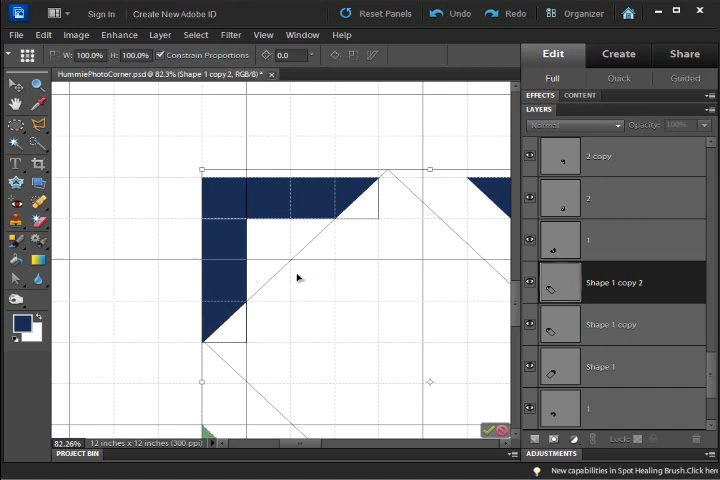 Sign In Create New Adobe ID Reset Panels Undo Redo Organizer
File Edit Image Enhance Layer Select Filter View Window Help
W: 100.0% H: 100.0% Constrain Proportions 0.0
Edit Create Share
Full Quick Guided
HummiePhotoCorner.psd @ 82.3% (Shape 1 copy 2, RGB/8) *
EFFECTS CONTENT
LAYERS
Normal Opacity: 100%
2 copy
2
1
Shape 1 copy 2
Shape 1 copy
Shape 1
1
Lock:
82.26% 12 inches x 12 inches (300 ppi)
PROJECT BIN
ADJUSTMENTS
New capabilities in Spot Healing Brush.Click here